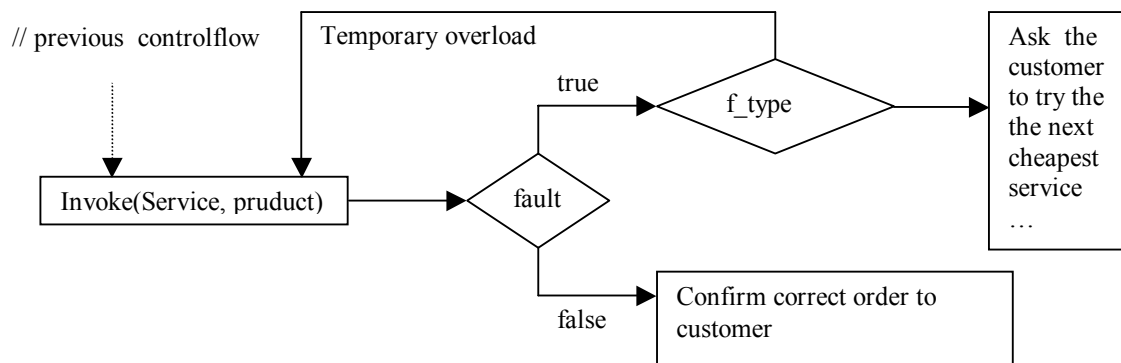 // previous controlflow
Temporary overload
Ask the
customer
to try the
the next
cheapest
service
…
true
f_type
Invoke(Service, pruduct)
fault
false
Confirm correct order to
customer